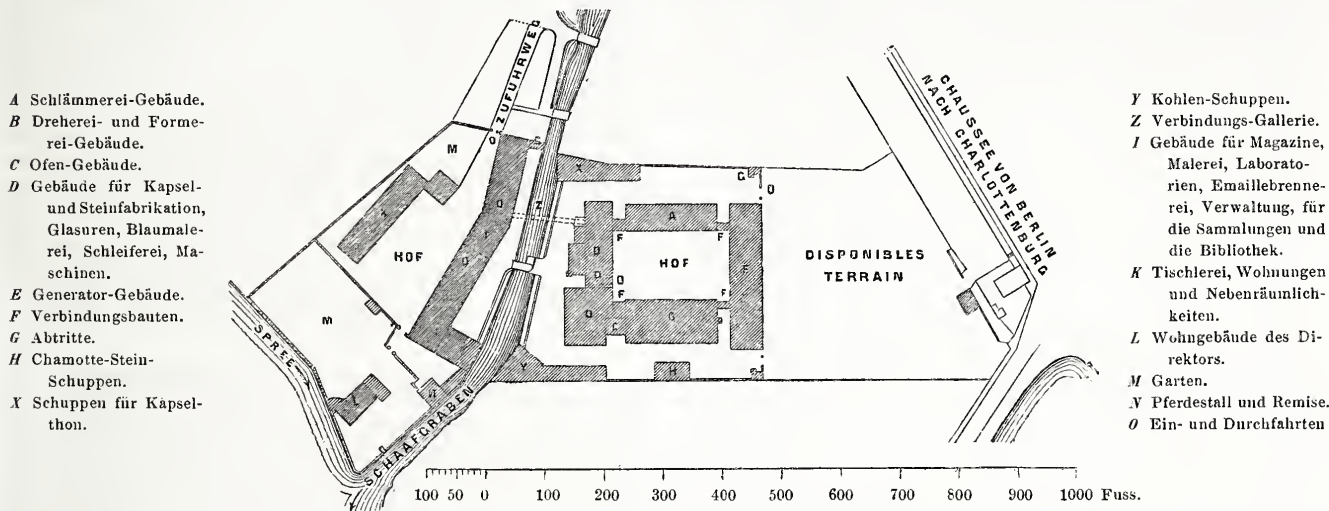 A Schlämmerei-Gebäude.
B Dreherei- und Forme-
rei-Gebäude.
C Ofen-Gebäude.
D Gebäude für Kapsel-
und Steinfabrikation,
Glasuren, Blaumale-
rei, Schleiferei, Ma-
schinen.
E Generator-Gebäude.
F Verbindungsbauten.
G Abtritte.
H Chamotte-Stein-
Schuppen.
X Schuppen für Kapsel-
thon.
ZUFUHRWEG
M
O
S
X
G
O
Z
HOF
A
F
F
D
D
O
HOF
E
F
F
D
H
Y
M
SPREE
SCHAAFGRABEN
DISPONIBLES
TERRAIN
CHAUSSEE VON BERLIN
NACH CHARLOTTENBURG
100 50 0 100 200 300 400 500 600 700 800 900 1000 Fuss.
Y Kohlen-Schuppen.
Z Verbindungs-Gallerie.
I Gebäude für Magazine,
Malerei, Laborato-
rien, Emaillebrenne-
rei, Verwaltung, für
die Sammlungen und
die Bibliothek.
K Tischlerei, Wohnungen
und Nebenräumlich-
keiten.
L Wohngebäude des Di-
rektors.
M Garten.
N Pferdestall und Remise.
O Ein- und Durchfahrten